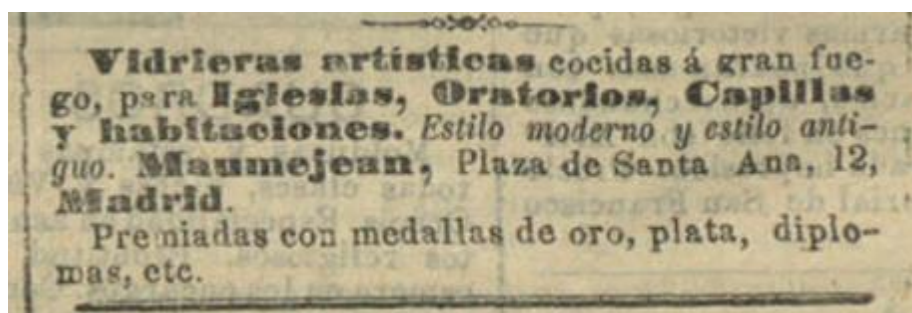 Vidrieras artísticas cocidas á gran fue-
go, para Iglesias, Oratorios, Capillas
y habitaciones. Estilo moderno y estilo anti-
guo. Maumejean, Plaza de Santa Ana, 12,
Madrid.
Premiadas con medallas de oro, plata, diplo-
mas, etc.